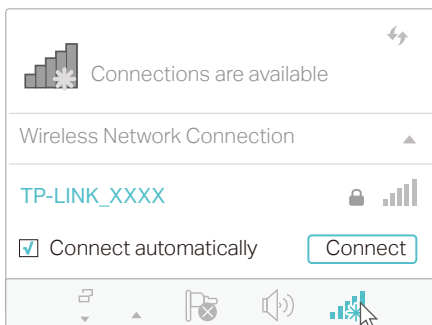 Connections are available
Wireless Network Connection
TP-LINK_XXXX
Connect automatically Connect